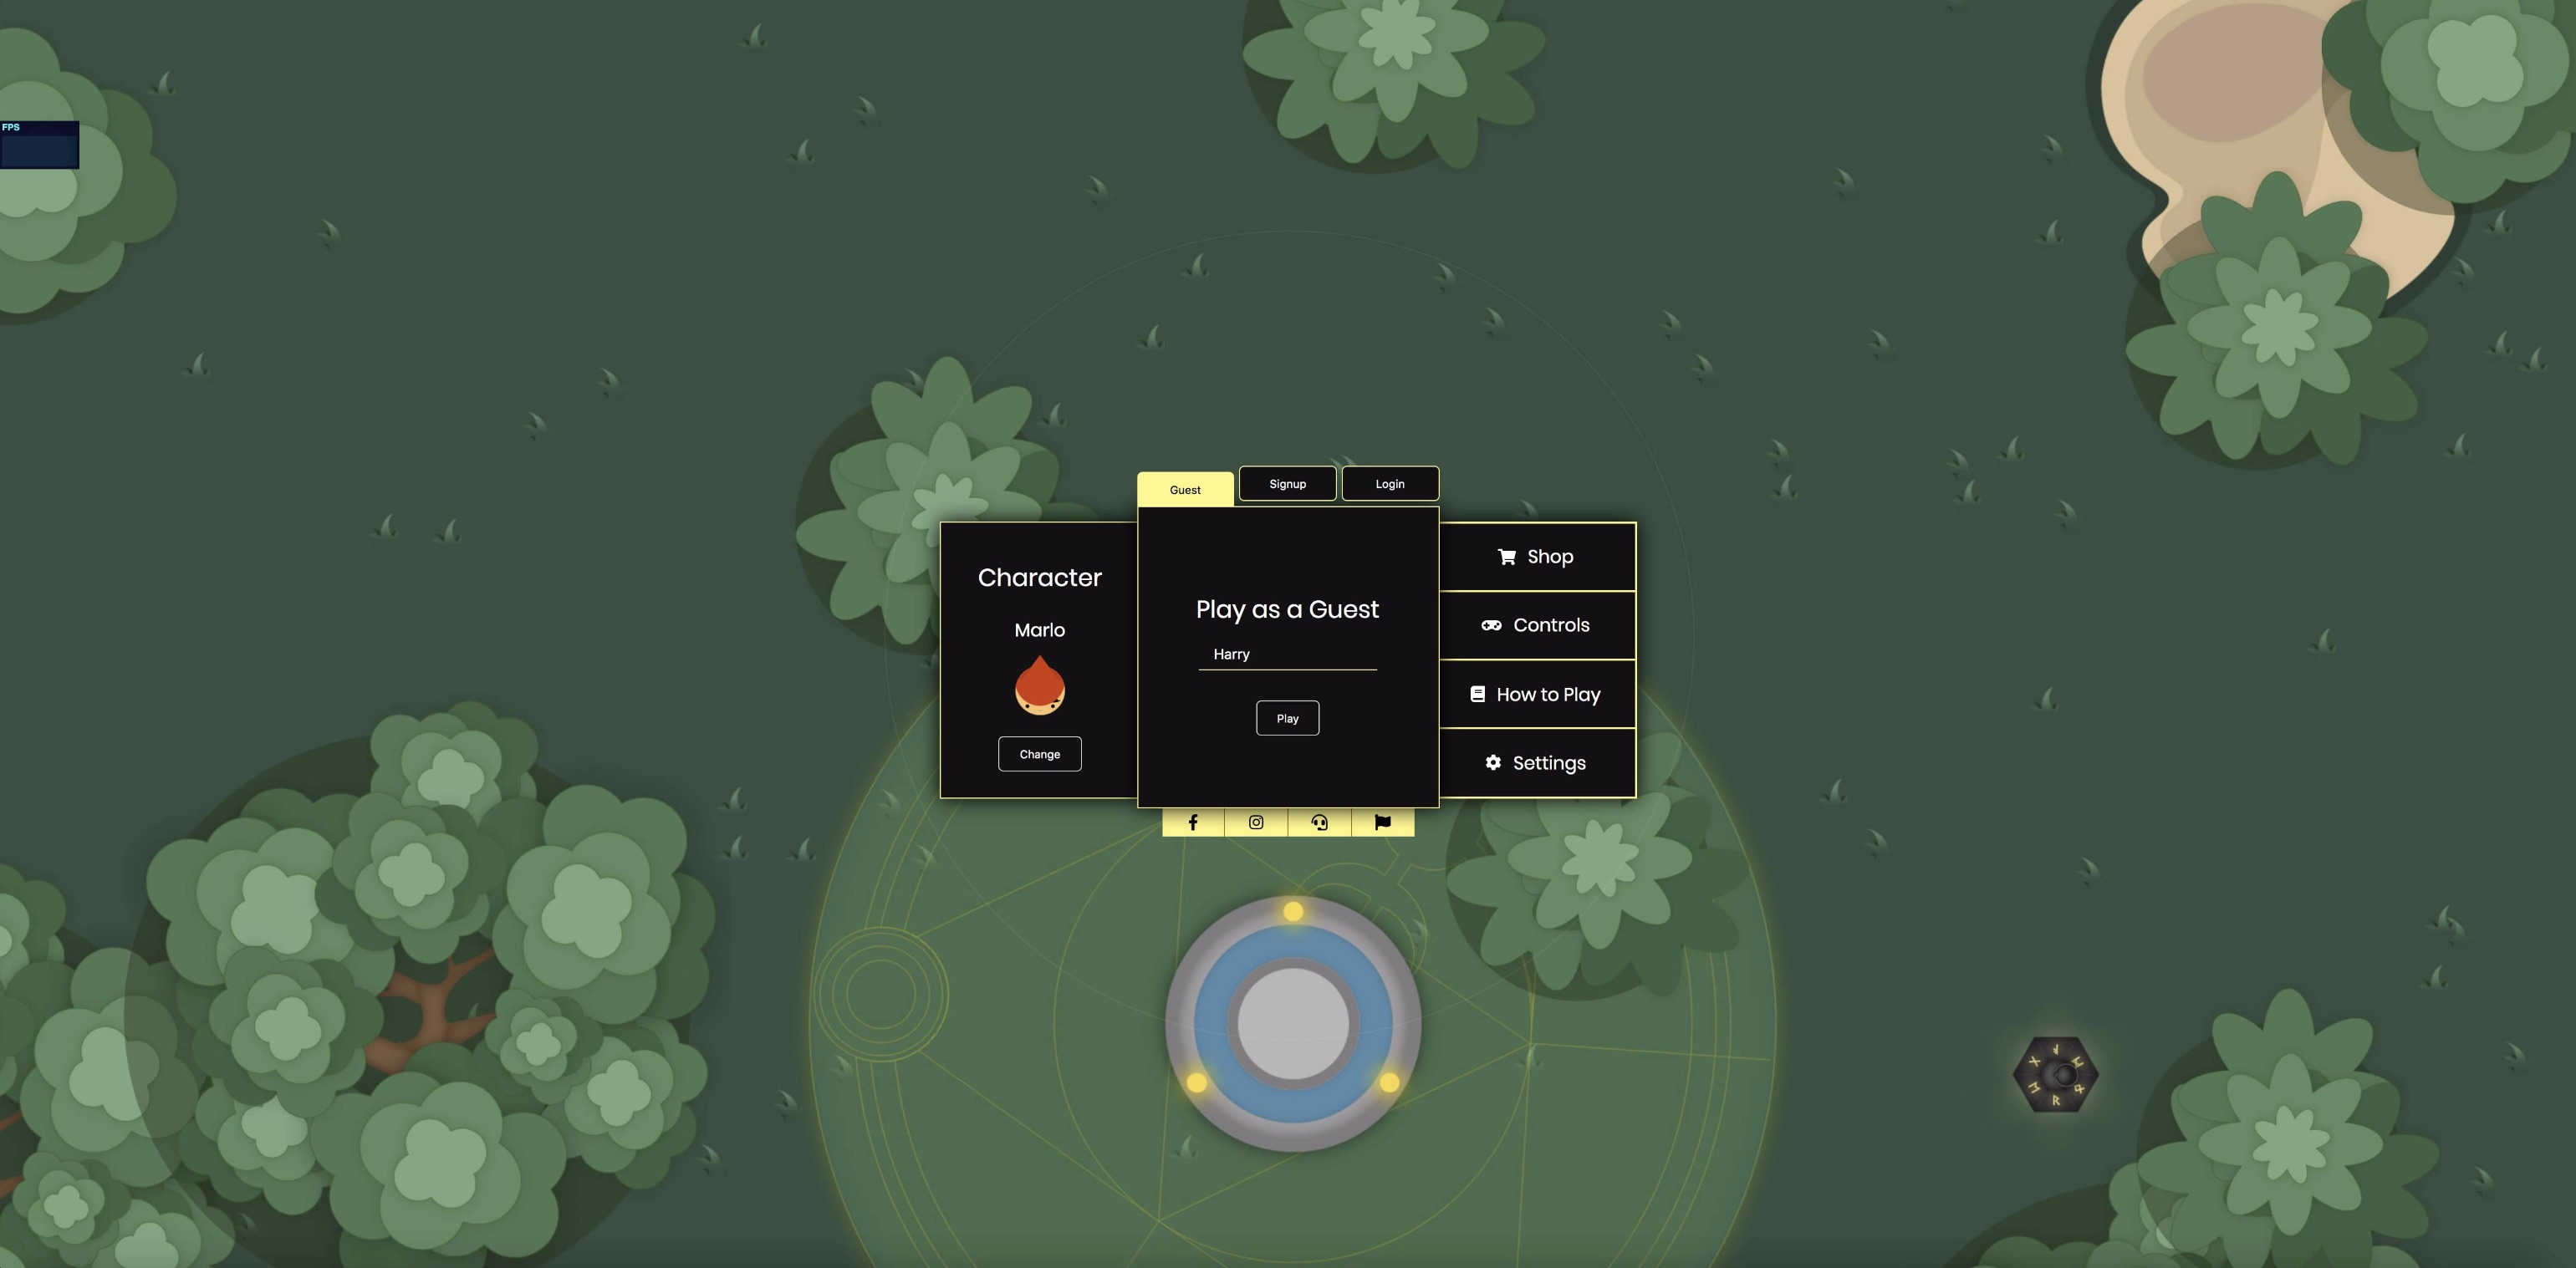 FPS
Guest
Signup
Login
Character
Marlo
Change
Play as a Guest
Harry
Play
Shop
Controls
How to Play
Settings